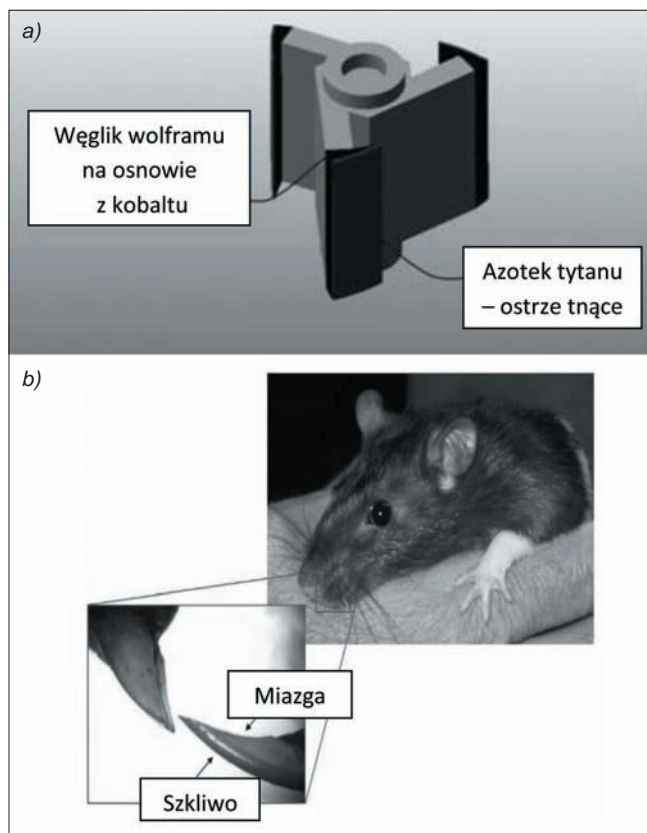 a)
Węglik wolframu
na osnowie
z kobaltu
Azotek tytanu
– ostrze tnące
b)
Miazga
Szkliwo